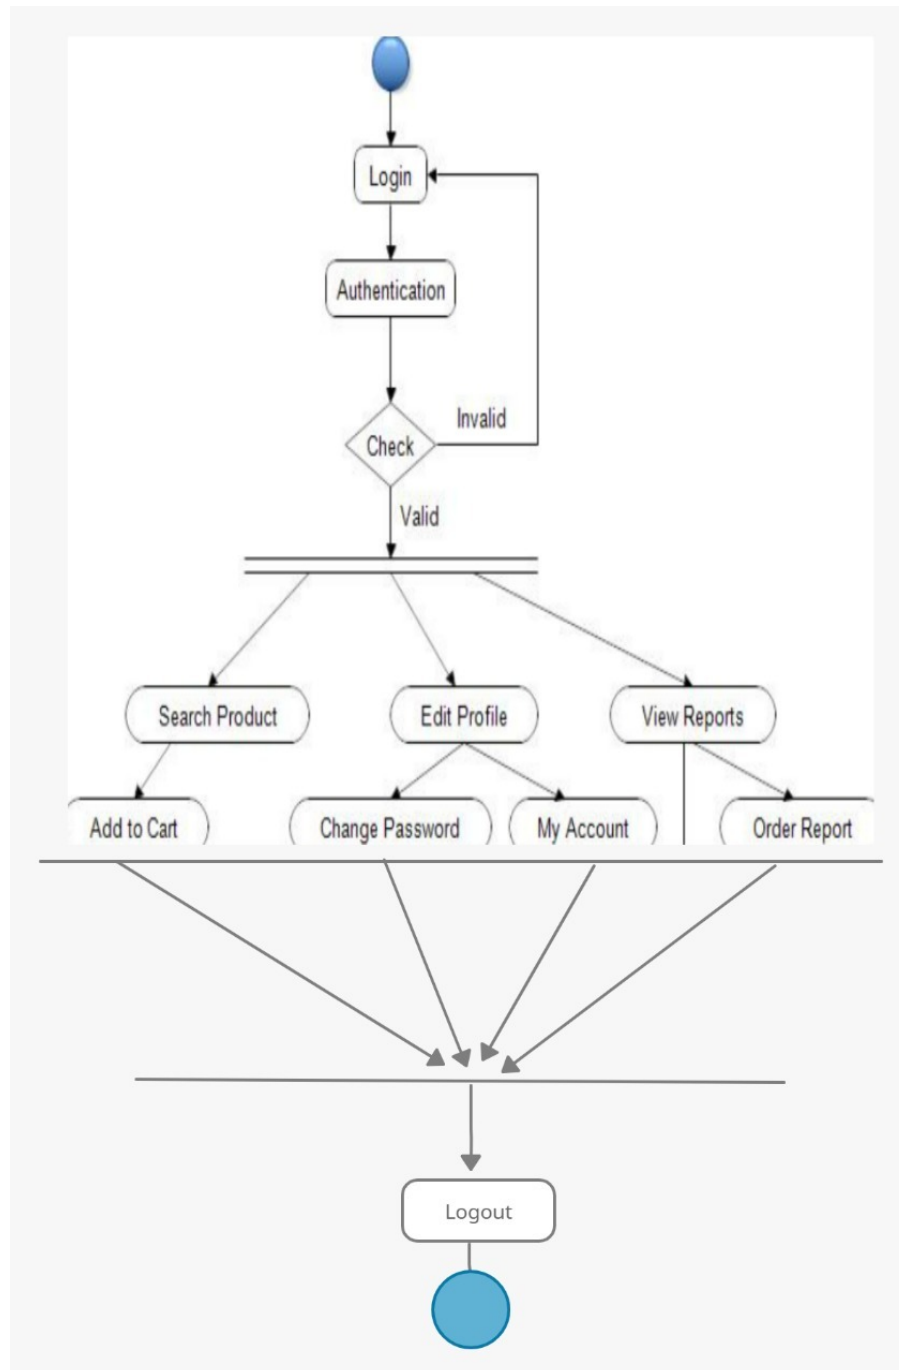 Login
Authentication
Invalid
Check
Valid
Search Product
Edit Profile
View Reports
Add to Cart
Change Password
My Account
Order Report
Logout